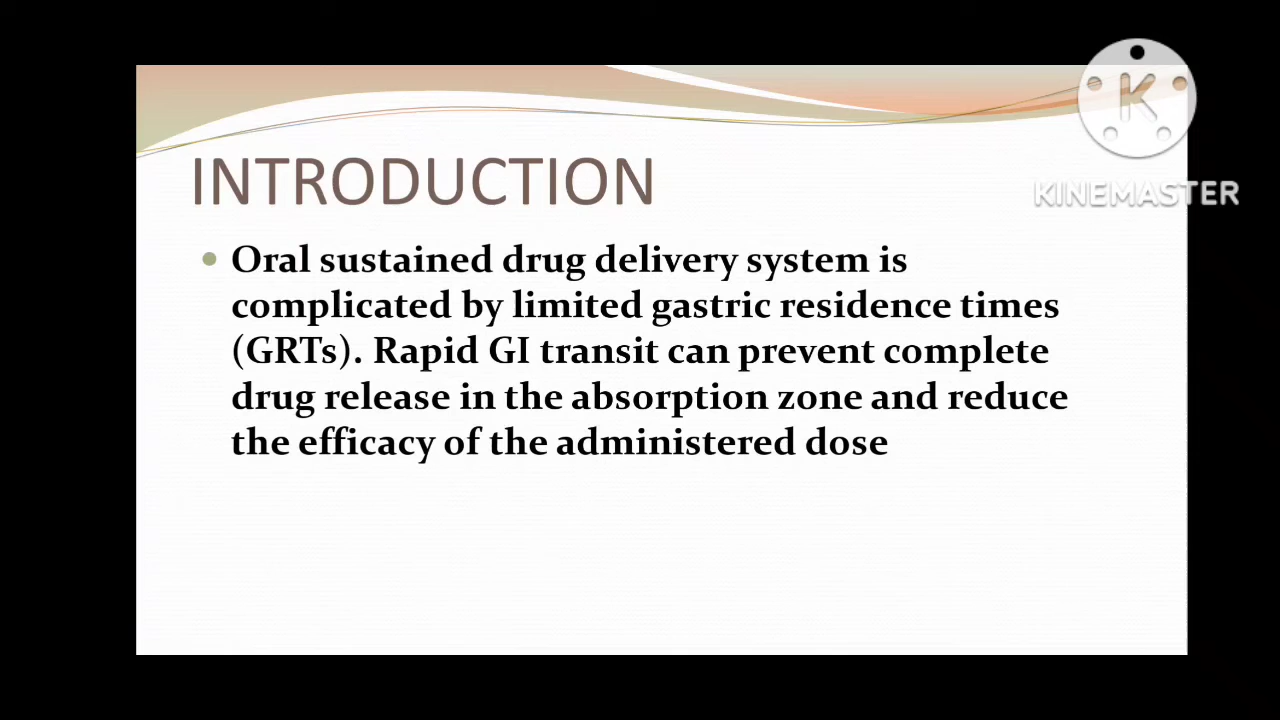 INTRODUCTION
• Oral sustained drug delivery system is
complicated by limited gastric residence times
(GRTs). Rapid GI transit can prevent complete
drug release in the absorption zone and reduce
the efficacy of the administered dose
K
KINEMASTER